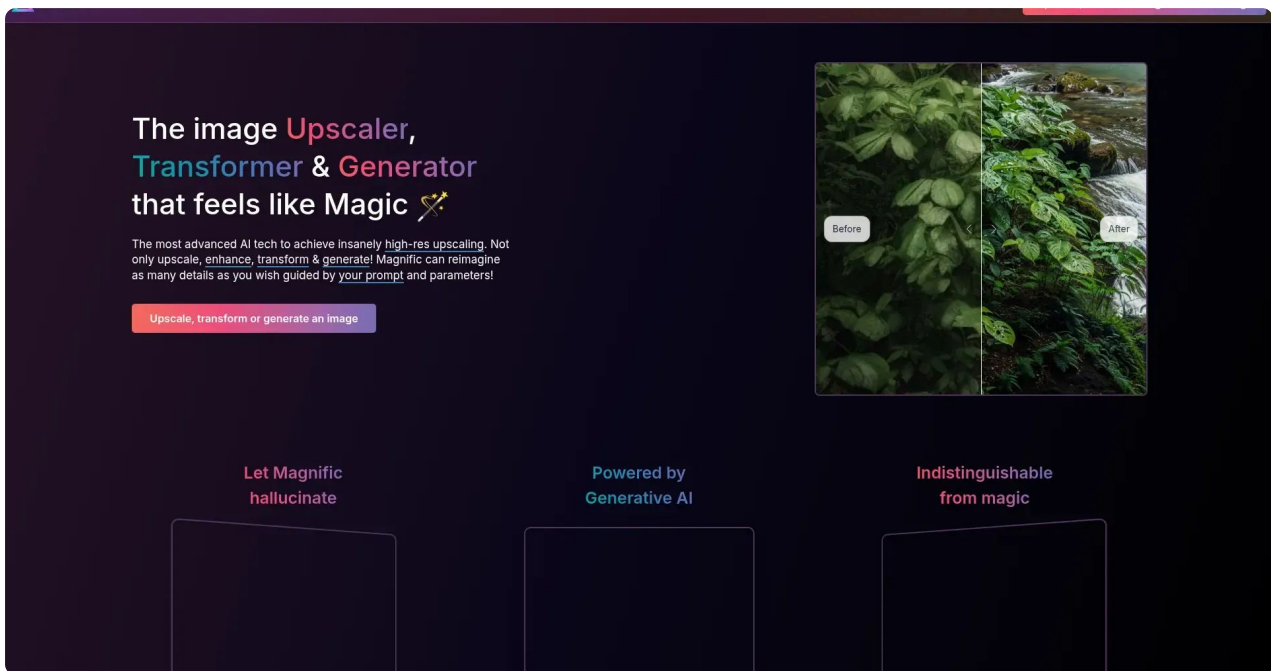 The image Upscaler,
Transformer & Generator
that feels like Magic 🪄
The most advanced AI tech to achieve insanely high-res upscaling. Not
only upscale, enhance, transform & generate! Magnific can reimagine
as many details as you wish guided by your prompt and parameters!
Upscale, transform or generate an image
Before
After
Let Magnific
hallucinate
Powered by
Generative AI
Indistinguishable
from magic